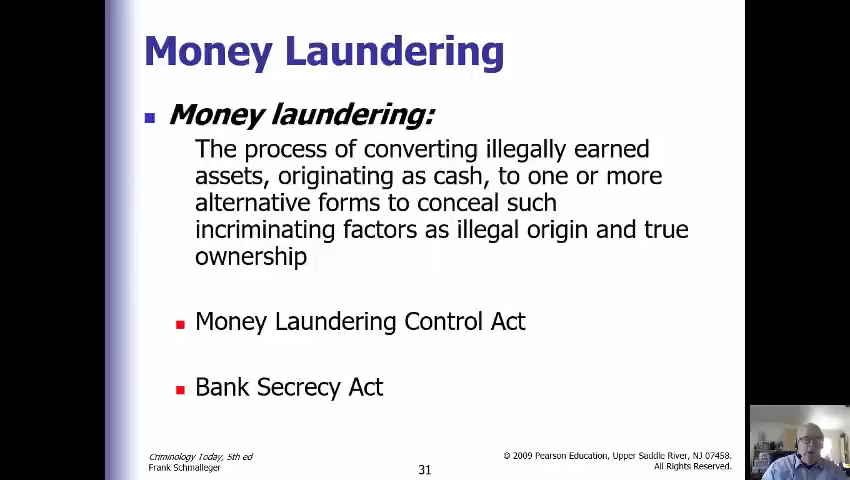 Money Laundering
Money laundering:
The process of converting illegally earned
assets, originating as cash, to one or more
alternative forms to conceal such
incriminating factors as illegal origin and true
ownership
Money Laundering Control Act
Bank Secrecy Act
Criminology Today, 5th ed
Frank Schmalleger
31
© 2009 Pearson Education, Upper Saddle River, NJ 07458.
All Rights Reserved.